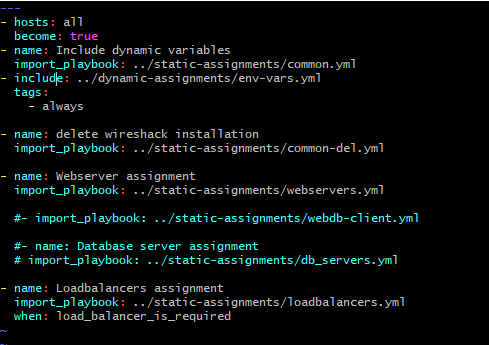 ---
- hosts: all
  become: true
- name: Include dynamic variables
  import_playbook: ../static-assignments/common.yml
- include: ../dynamic-assignments/env-vars.yml
  tags:
    - always

- name: delete wireshack installation
  import_playbook: ../static-assignments/common-del.yml

- name: Webserver assignment
  import_playbook: ../static-assignments/webservers.yml

  #- import_playbook: ../static-assignments/webdb-client.yml

  #- name: Database server assignment
  # import_playbook: ../static-assignments/db_servers.yml

- name: Loadbalancers assignment
  import_playbook: ../static-assignments/loadbalancers.yml
  when: load_balancer_is_required
~
~